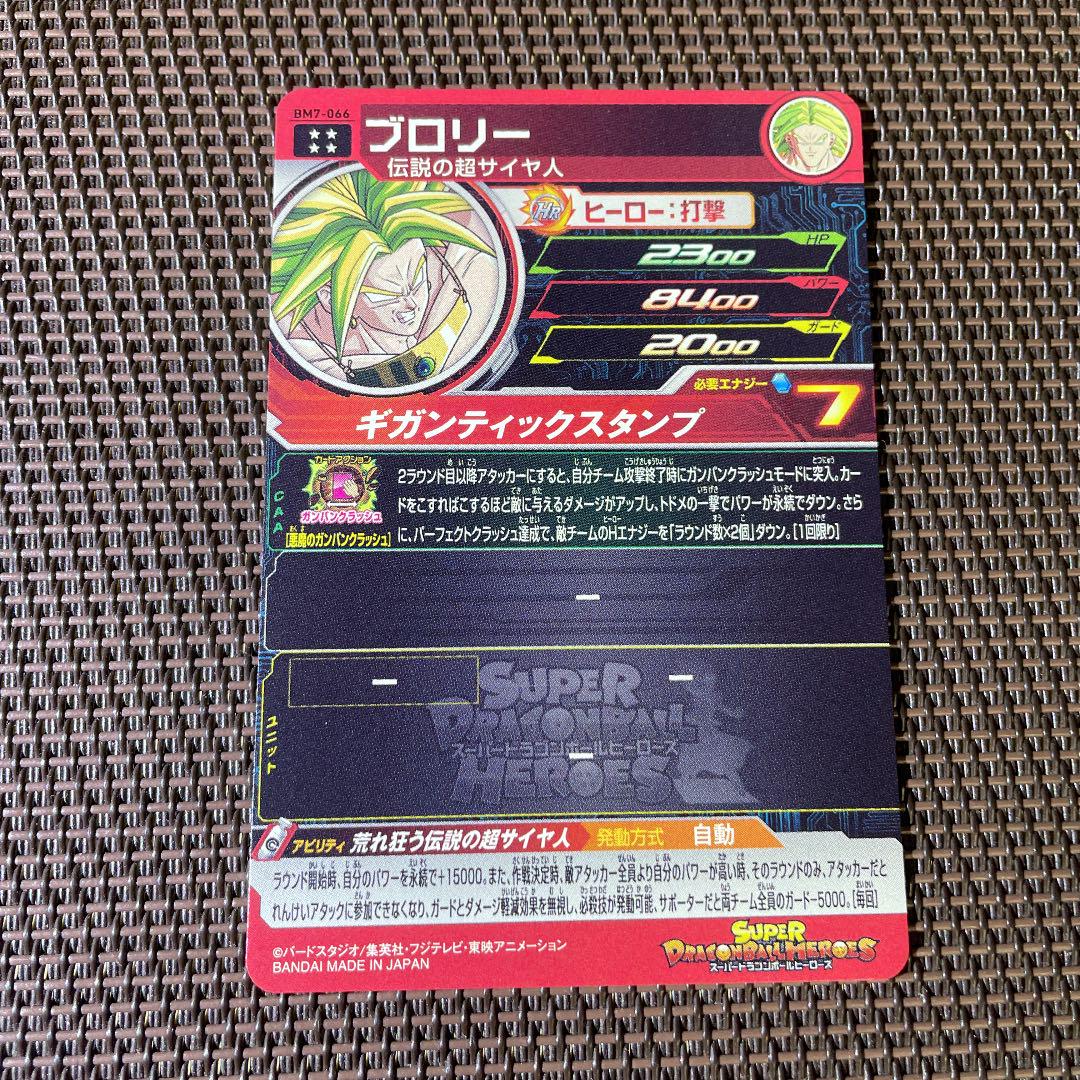 BM7-066
ブロリー
伝説の超サイヤ人
HR ヒーロー:打撃
HP
2300
パワー
8400
ガード
2000
必要エナジー 7
ギガンティックスタンプ
CAA
カードアクション
ガンバンクラッシュ
[悪魔のガンバンクラッシュ]
2ラウンド目以降アタッカーにすると、自分チーム攻撃終了時にガンバンクラッシュモードに突入。カー
ドをこすればこするほど敵に与えるダメージがアップし、トドメの一撃でパワーが永続でダウン。さら
に、パーフェクトクラッシュ達成で、敵チームのHエナジーを「ラウンド数×2個」ダウン。[1回限り]
ー
ユニット
ー
ー
ー
SUPER
DRAGONBALL
スーパードラゴンボールヒーローズ
HEROES
アビリティ 荒れ狂う伝説の超サイヤ人 発動方式 自動
ラウンド開始時、自分のパワーを永続で+15000。また、作戦決定時、敵アタッカー全員より自分のパワーが高い時、そのラウンドのみ、アタッカーだと
れんけいアタックに参加できなくなり、ガードとダメージ軽減効果を無視し、必殺技が発動可能、サポーターだと両チーム全員のガード-5000。[毎回]
©バードスタジオ/集英社・フジテレビ・東映アニメーション
BANDAI MADE IN JAPAN
SUPER
DRAGONBALL HEROES
スーパードラゴンボールヒーローズ